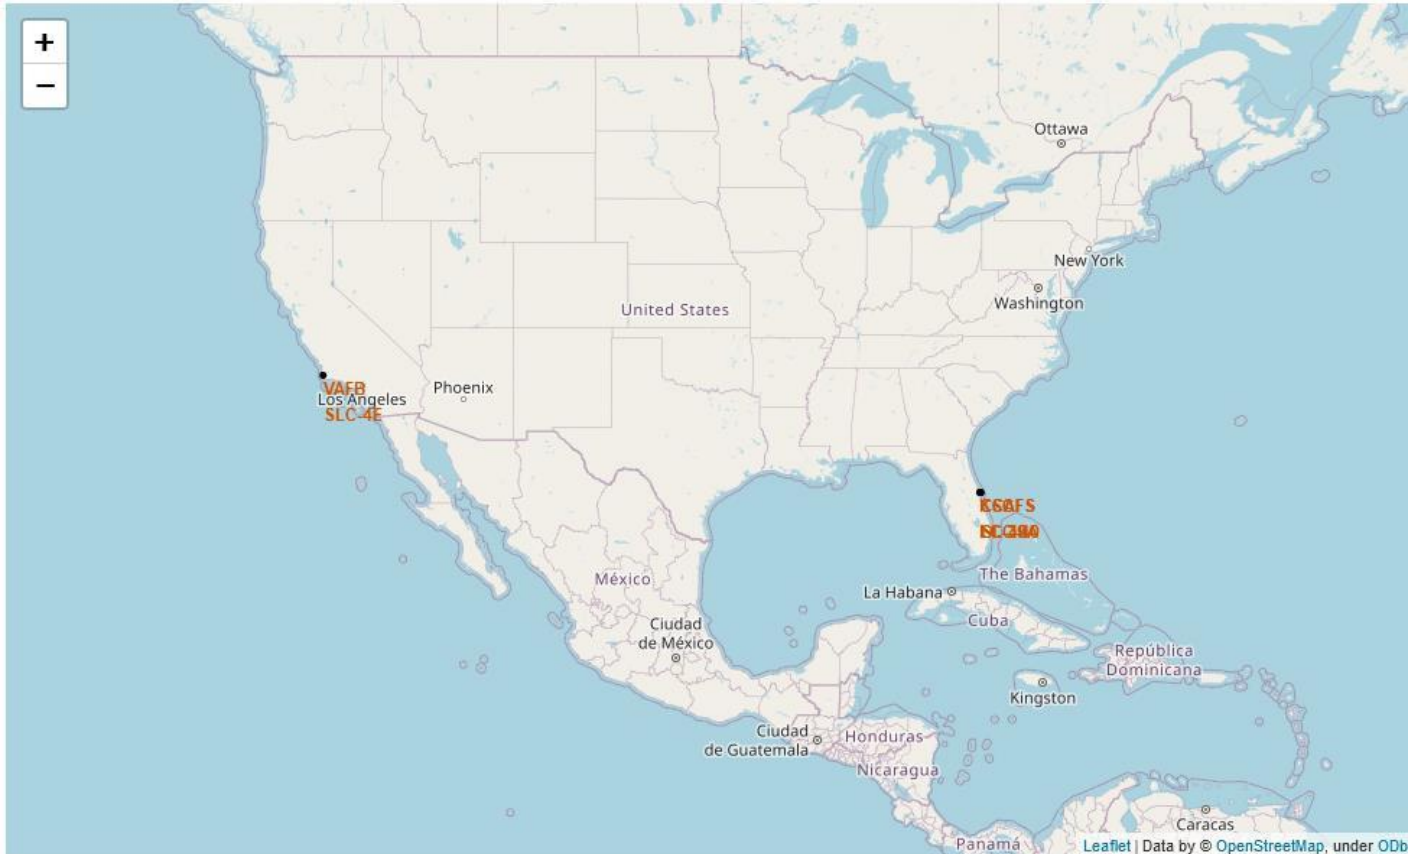 +
−
Ottawa
New York
Washington
United States
VAFB
Los Angeles
SLC-4E
Phoenix
The Bahamas
La Habana
Cuba
México
Ciudad
de México
República
Dominicana
Kingston
Ciudad
de Guatemala
Honduras
Nicaragua
Caracas
Panamá
Leaflet | Data by © OpenStreetMap, under ODb